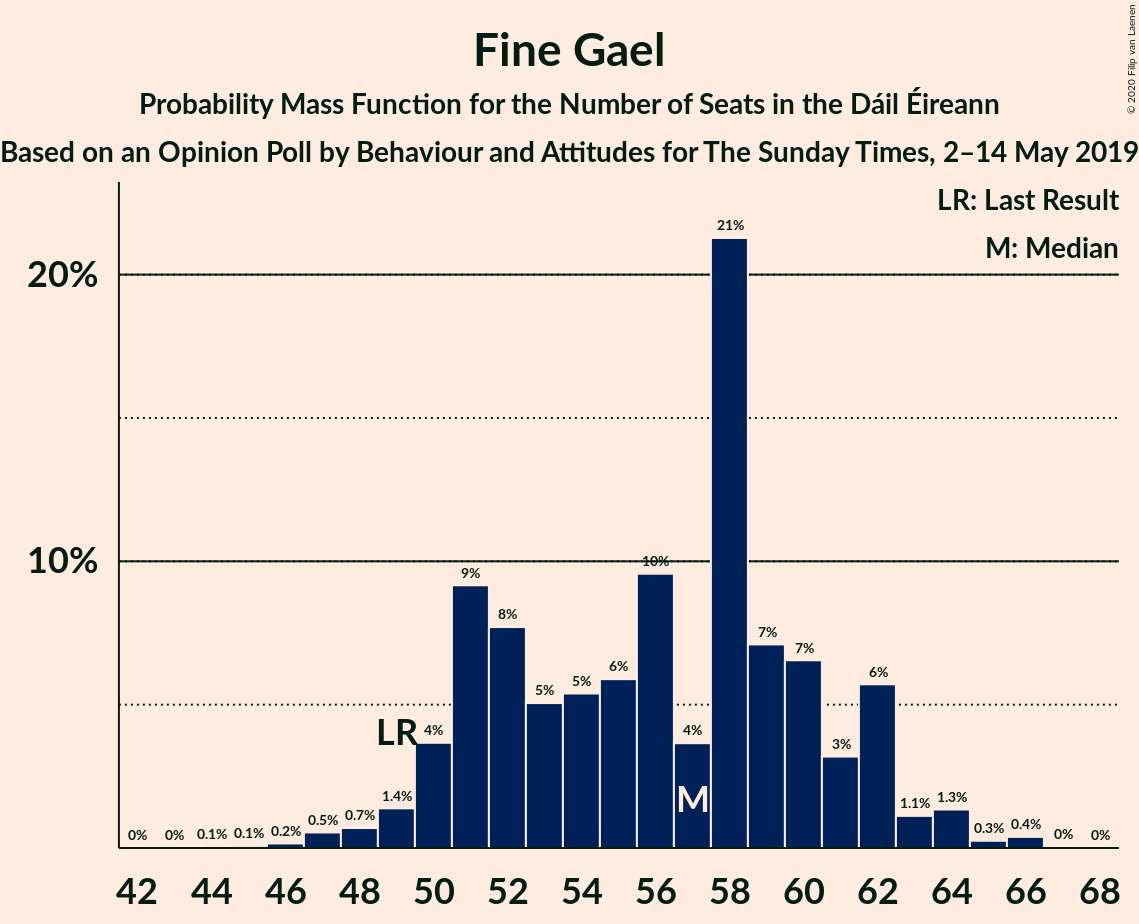 © 2020 Filip van Laenen
Fine Gael
Probability Mass Function for the Number of Seats in the Dáil Éireann
Based on an Opinion Poll by Behaviour and Attitudes for The Sunday Times, 2–14 May 2019
LR: Last Result
M: Median
20%
10%
0% 0% 0.1% 0.1% 0.2% 0.5% 0.7% 1.4% 4% 9% 8% 5% 5% 6% 10% 4% 21% 7% 7% 3% 6% 1.1% 1.3% 0.3% 0.4% 0% 0%
LR
M
42 44 46 48 50 52 54 56 58 60 62 64 66 68